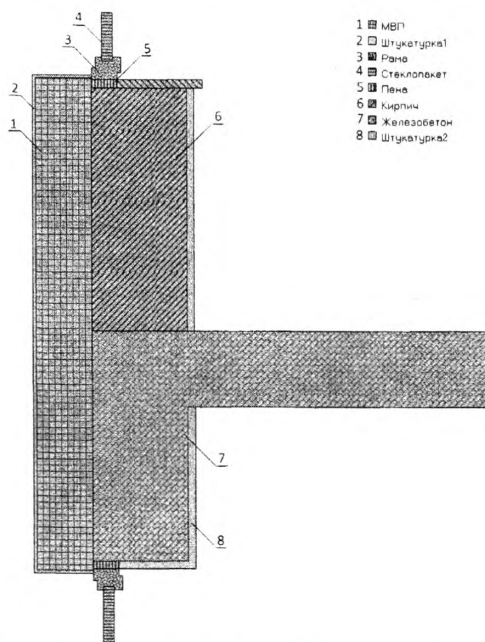 4
3
5
2
1
6
7
8
1 МВП
2 Штукатурка1
3 Рама
4 Стеклопакет
5 Пена
6 Кирпич
7 Железобетон
8 Штукатурка2